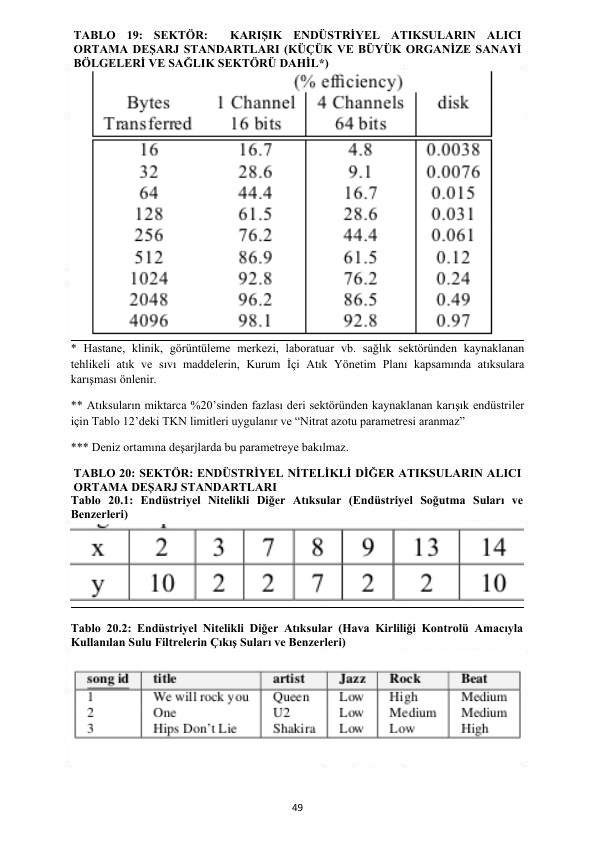 TABLO 19: SEKTÖR: KARIŞIK ENDÜSTRİYEL ATIKSULARIN ALICI
ORTAMA DEŞARJ STANDARTLARI (KÜÇÜK VE BÜYÜK ORGANİZE SANAYİ
BÖLGELERİ VE SAĞLIK SEKTÖRÜ DAHİL*)
(% efficiency)
Bytes 1 Channel 4 Channels disk
Transferred 16 bits 64 bits
16 16.7 4.8 0.0038
32 28.6 9.1 0.0076
64 44.4 16.7 0.015
128 61.5 28.6 0.031
256 76.2 44.4 0.061
512 86.9 61.5 0.12
1024 92.8 76.2 0.24
2048 96.2 86.5 0.49
4096 98.1 92.8 0.97
* Hastane, klinik, görüntüleme merkezi, laboratuar vb. sağlık sektöründen kaynaklanan
tehlikeli atık ve sıvı maddelerin, Kurum İçi Atık Yönetim Planı kapsamında atıksulara
karışması önlenir.
** Atıksuların miktarca %20’sinden fazlası deri sektöründen kaynaklanan karışık endüstriler
için Tablo 12’deki TKN limitleri uygulanır ve “Nitrat azotu parametresi aranmaz”
*** Deniz ortamına deşarjlarda bu parametreye bakılmaz.
TABLO 20: SEKTÖR: ENDÜSTRİYEL NİTELİKLİ DİĞER ATIKSULARIN ALICI
ORTAMA DEŞARJ STANDARTLARI
Tablo 20.1: Endüstriyel Nitelikli Diğer Atıksular (Endüstriyel Soğutma Suları ve
Benzerleri)
x 2 3 7 8 9 13 14
y 10 2 2 7 2 2 10
Tablo 20.2: Endüstriyel Nitelikli Diğer Atıksular (Hava Kirliliği Kontrolü Amacıyla
Kullanılan Sulu Filtrelerin Çıkış Suları ve Benzerleri)
song id title artist Jazz Rock Beat
1 We will rock you Queen Low High Medium
2 One U2 Low Medium Medium
3 Hips Don’t Lie Shakira Low Low High
49